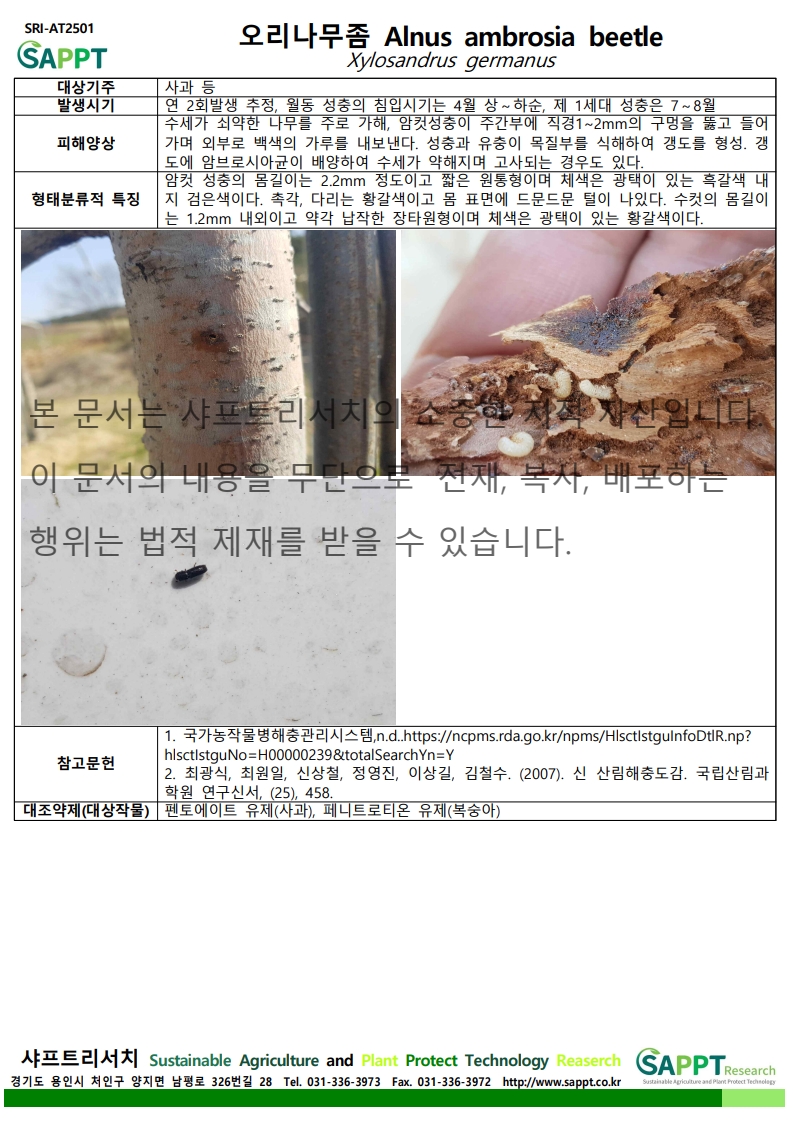 SRI-AT2501
SAPPT
오리나무좀 Alnus ambrosia beetle
Xylosandrus germanus
대상기주 사과 등
발생시기 연 2회발생 추정, 월동 성충의 침입시기는 4월 상~하순, 제 1세대 성충은 7~8월
피해양상 수세가 쇠약한 나무를 주로 가해, 암컷성충이 주간부에 직경1~2mm의 구멍을 뚫고 들어
가며 외부로 백색의 가루를 내보낸다. 성충과 유충이 목질부를 식해하여 갱도를 형성. 갱
도에 암브로시아균이 배양하여 수세가 약해지며 고사되는 경우도 있다.
형태분류적 특징 암컷 성충의 몸길이는 2.2mm 정도이고 짧은 원통형이며 체색은 광택이 있는 흑갈색 내
지 검은색이다. 촉각, 다리는 황갈색이고 몸 표면에 드문드문 털이 나있다. 수컷의 몸길이
는 1.2mm 내외이고 약각 납작한 장타원형이며 체색은 광택이 있는 황갈색이다.
본 문서는 샤프트리서치의 소중한 지적 자산입니다.
이 문서의 내용을 무단으로 전재, 복사, 배포하는
행위는 법적 제재를 받을 수 있습니다.
참고문헌 1. 국가농작물병해충관리시스템,n.d..https://ncpms.rda.go.kr/npms/HlsctIstguInfoDtlR.np?
hlsctIstguNo=H00000239&totalSearchYn=Y
2. 최광식, 최원일, 신상철, 정영진, 이상길, 김철수. (2007). 신 산림해충도감. 국립산림과
학원 연구신서, (25), 458.
대조약제(대상작물) 펜토에이트 유제(사과), 페니트로티온 유제(복숭아)
샤프트리서치 Sustainable Agriculture and Plant Protect Technology Reaserch
경기도 용인시 처인구 양지면 남평로 326번길 28 Tel. 031-336-3973 Fax. 031-336-3972 http://www.sappt.co.kr
SAPPT Research
Sustainable Agriculture and Plant Protect Technology